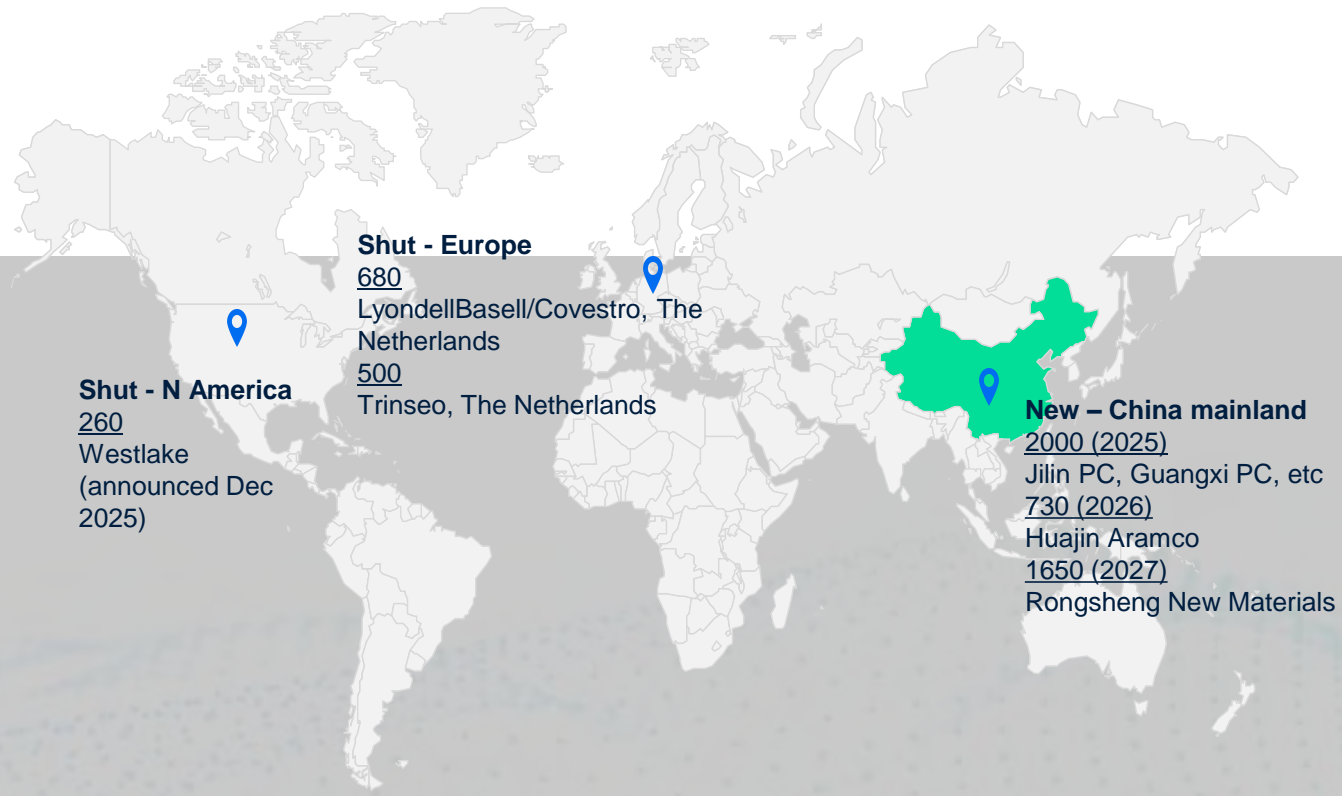 Shut - Europe
680
LyondellBasell/Covestro, The
Netherlands
500
Trinseo, The Netherlands
Shut - N America
260
Westlake
(announced Dec
2025)
New – China mainland
2000 (2025)
Jilin PC, Guangxi PC, etc
730 (2026)
Huajin Aramco
1650 (2027)
Rongsheng New Materials